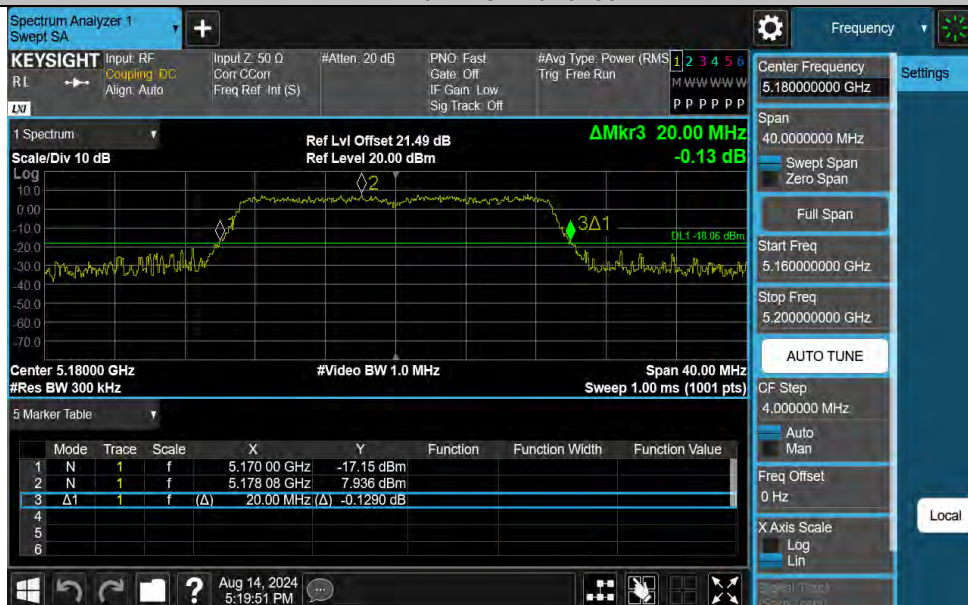 Spectrum Analyzer 1
Swept SA
Frequency
KEYSIGHT
RL
LXI
Input: RF
Coupling: DC
Align: Auto
Input Z: 50 Ω
Corr CCorr
Freq Ref: Int (S)
#Atten: 20 dB
PNO: Fast
Gate: Off
IF Gain: Low
Sig Track: Off
#Avg Type: Power (RMS
Trig: Free Run
1 2 3 4 5 6
M W W W W W
P P P P P P
1 Spectrum
Scale/Div 10 dB
Ref Lvl Offset 21.49 dB
Ref Level 20.00 dBm
ΔMkr3 20.00 MHz
-0.13 dB
Log
10.0
0.00
-10.0
-20.0
-30.0
-40.0
-50.0
-60.0
-70.0
1
2
3Δ1
DL1 -18.06 dBm
Center 5.18000 GHz
#Res BW 300 kHz
#Video BW 1.0 MHz
Span 40.00 MHz
Sweep 1.00 ms (1001 pts)
5 Marker Table
Mode Trace Scale X Y Function Function Width Function Value
1 N 1 f 5.170 00 GHz -17.15 dBm
2 N 1 f 5.178 08 GHz 7.936 dBm
3 Δ1 1 f (Δ) 20.00 MHz (Δ) -0.1290 dB
4
5
6
?
Aug 14, 2024
5:19:51 PM
Center Frequency
5.180000000 GHz
Settings
Span
40.0000000 MHz
Swept Span
Zero Span
Full Span
Start Freq
5.160000000 GHz
Stop Freq
5.200000000 GHz
AUTO TUNE
CF Step
4.000000 MHz
Auto
Man
Freq Offset
0 Hz
Local
X Axis Scale
Log
Lin
Signal Track